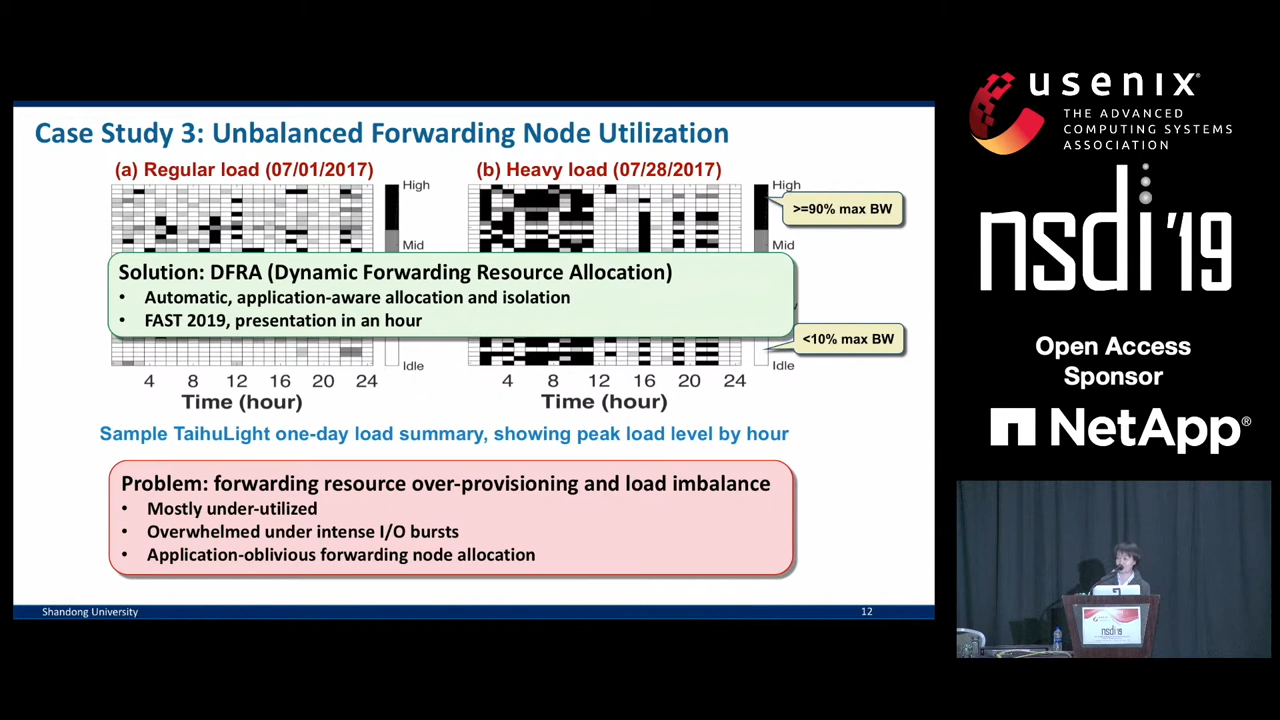 Case Study 3: Unbalanced Forwarding Node Utilization
(a) Regular load (07/01/2017)
(b) Heavy load (07/28/2017)
High
High
>=90% max BW
Mid
Mid
Solution: DFRA (Dynamic Forwarding Resource Allocation)
• Automatic, application-aware allocation and isolation
• FAST 2019, presentation in an hour
<10% max BW
Idle
Idle
4 8 12 16 20 24
4 8 12 16 20 24
Time (hour)
Time (hour)
Sample TaihuLight one-day load summary, showing peak load level by hour
Problem: forwarding resource over-provisioning and load imbalance
• Mostly under-utilized
• Overwhelmed under intense I/O bursts
• Application-oblivious forwarding node allocation
Shandong University
12
usenix®
THE ADVANCED
COMPUTING SYSTEMS
ASSOCIATION
nsdi '19
Open Access
Sponsor
NetApp®
nsdi'19